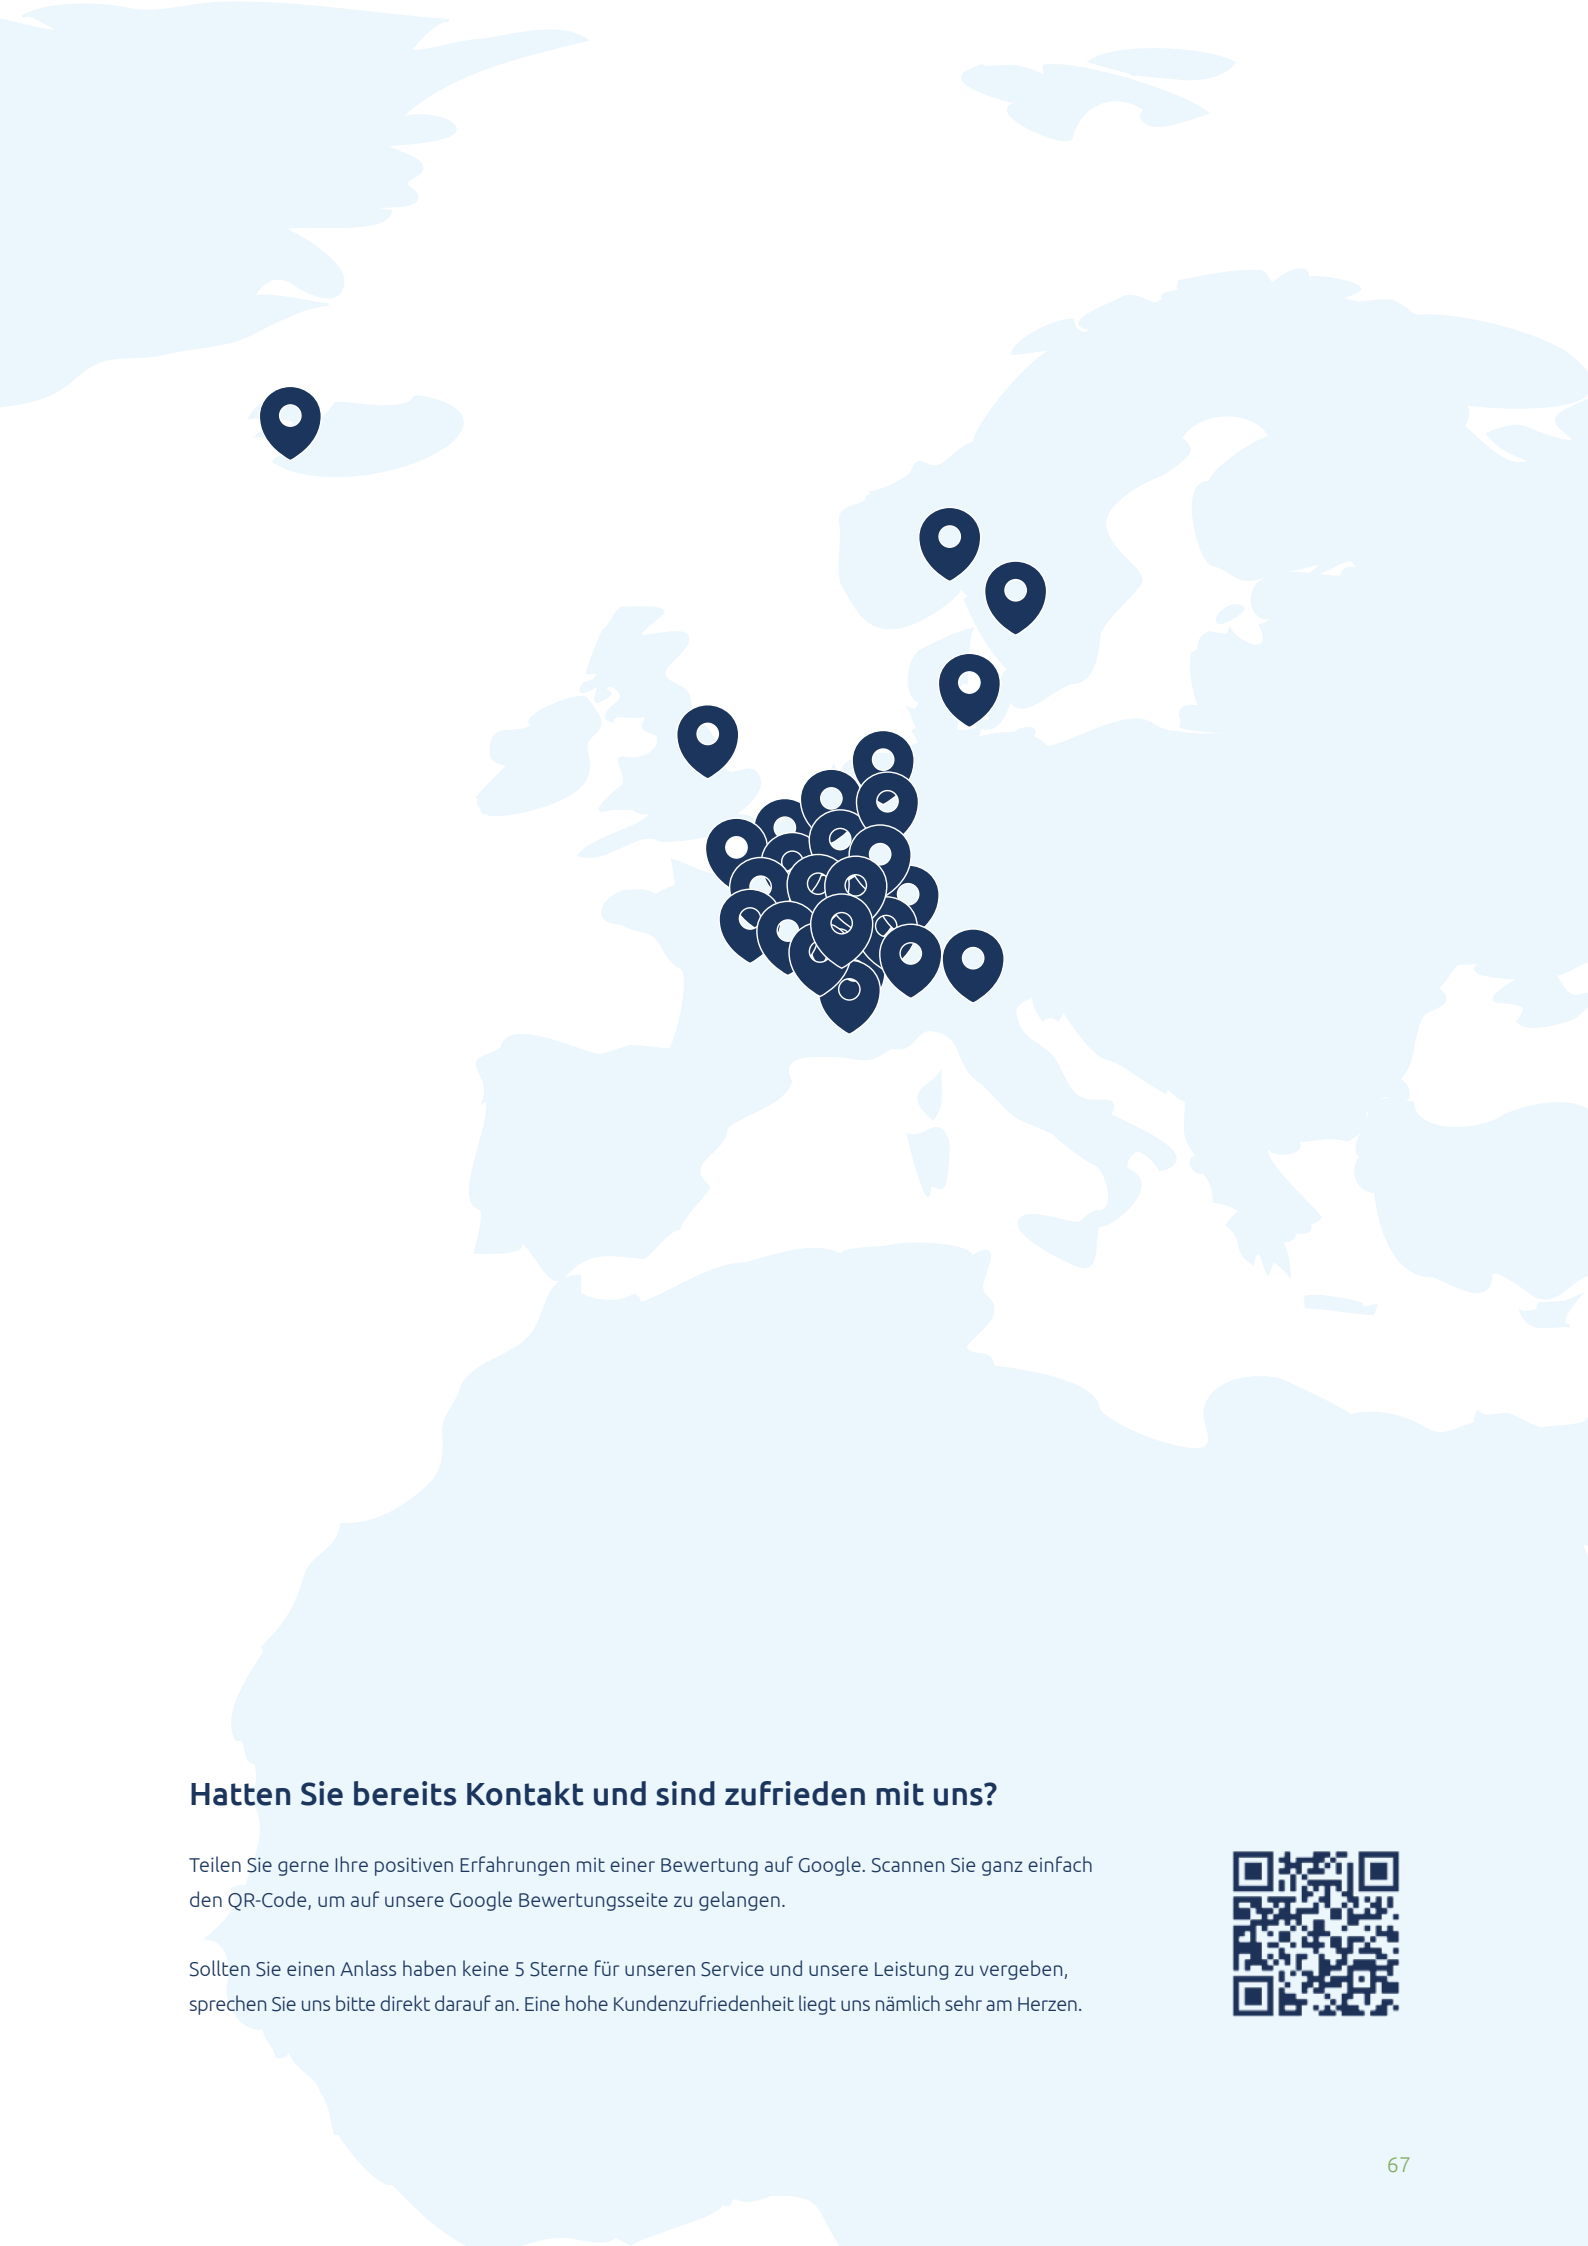 Hatten Sie bereits Kontakt und sind zufrieden mit uns?
Teilen Sie gerne Ihre positiven Erfahrungen mit einer Bewertung auf Google. Scannen Sie ganz einfach
den QR-Code, um auf unsere Google Bewertungsseite zu gelangen.
Sollten Sie einen Anlass haben keine 5 Sterne für unseren Service und unsere Leistung zu vergeben,
sprechen Sie uns bitte direkt darauf an. Eine hohe Kundenzufriedenheit liegt uns nämlich sehr am Herzen.
67